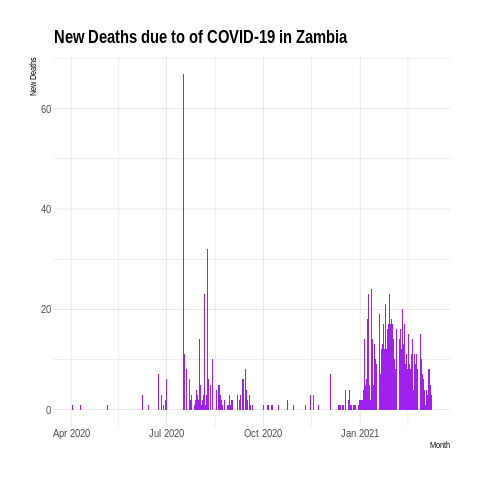 New Deaths due to of COVID-19 in Zambia
New Deaths
60
40
20
0
Apr 2020 Jul 2020 Oct 2020 Jan 2021
Month